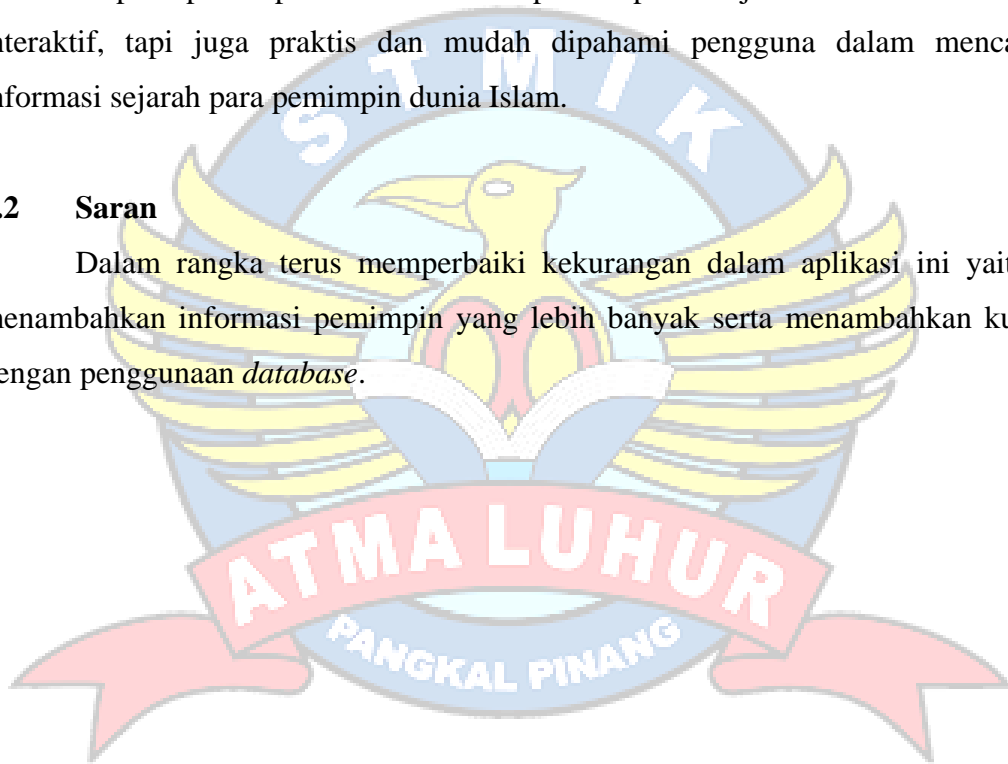 nteraktif, tapi juga praktis dan mudah dipahami pengguna dalam menca
nformasi sejarah para pemimpin dunia Islam.
.2 Saran
Dalam rangka terus memperbaiki kekurangan dalam aplikasi ini yait
nenambahkan informasi pemimpin yang lebih banyak serta menambahkan ku
engan penggunaan database.
STMIK
ATMA LUHUR
PANGKAL PINANG